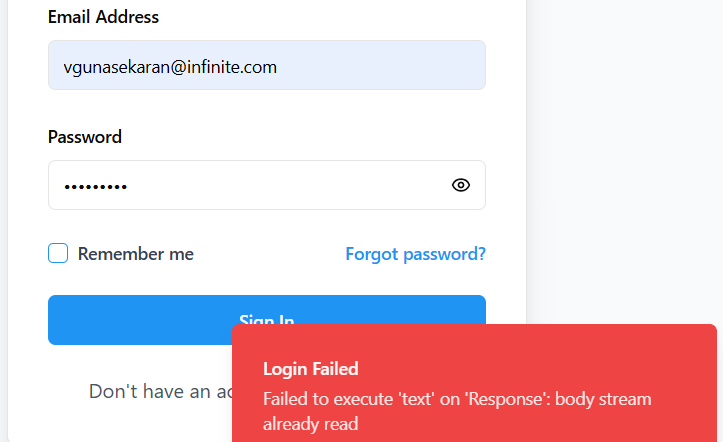 Email Address
vgunasekaran@infinite.com
Password
•••••••••
Remember me
Forgot password?
Sign In
Don't have an ac
Login Failed
Failed to execute 'text' on 'Response': body stream
already read